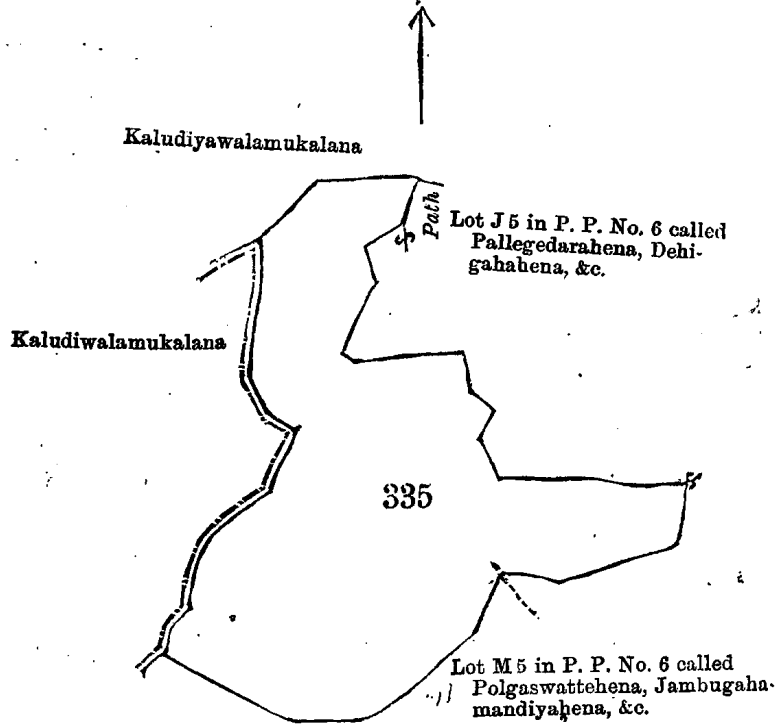 Kaludiyawalamukalana
Path
Lot J 5 in P. P. No. 6 called
Pallegedarahena, Dehi-
gahahena, &c.
Kaludiwalamukalana
335
Lot M 5 in P. P. No. 6 called
Polgaswattehena, Jambugaha-
mandiyahena, &c.